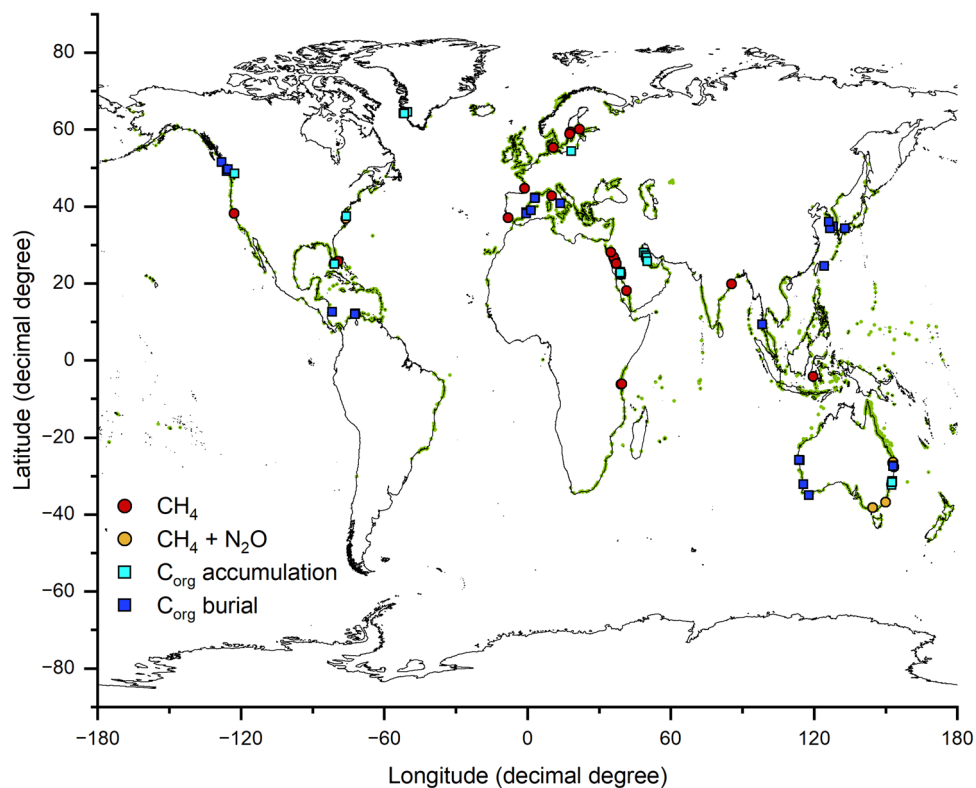 80
60
40
20
0
−20
−40
−60
−80
Latitude (decimal degree)
CH₄
CH₄ + N₂O
Cₒᵣg accumulation
Cₒᵣg burial
−180
−120
−60
0
60
120
180
Longitude (decimal degree)